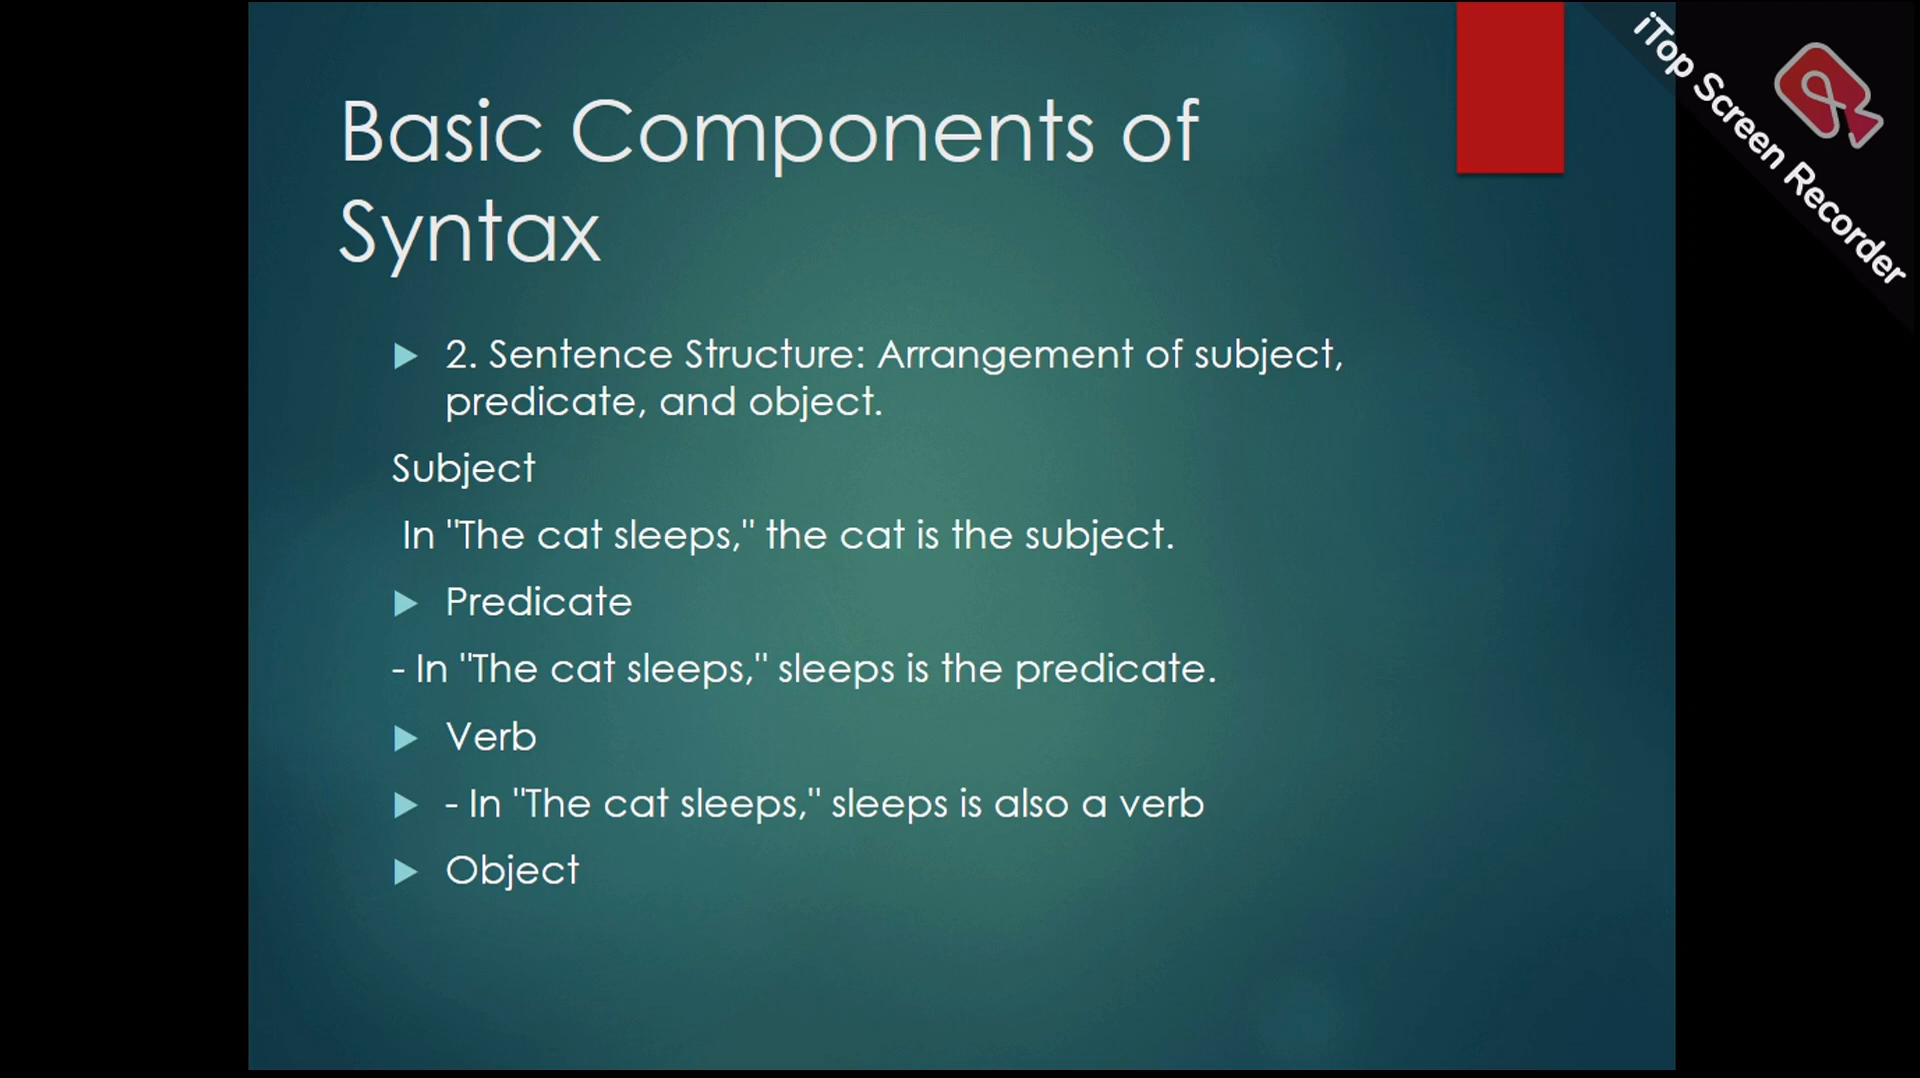 iTop Screen Recorder
Basic Components of
Syntax
2. Sentence Structure: Arrangement of subject,
predicate, and object.
Subject
In "The cat sleeps," the cat is the subject.
Predicate
- In "The cat sleeps," sleeps is the predicate.
Verb
- In "The cat sleeps," sleeps is also a verb
Object